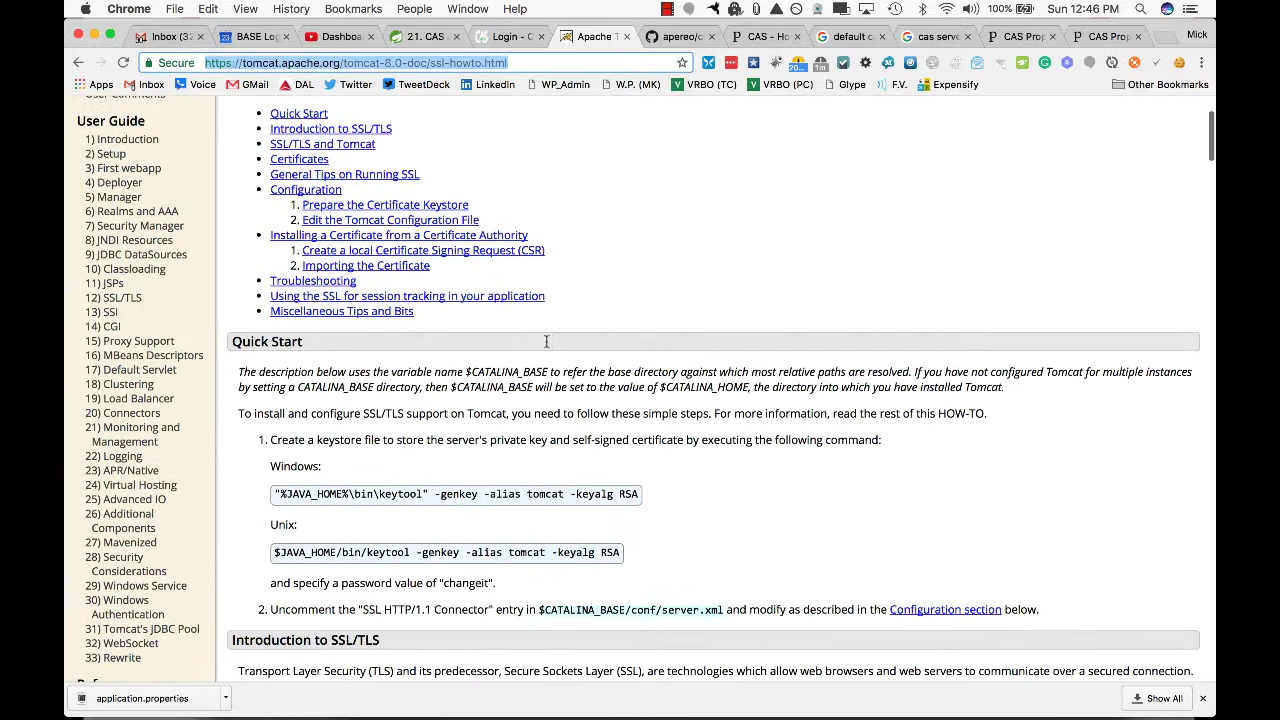 Chrome File Edit View History Bookmarks People Window Help 100% Sun 12:46 PM
Inbox (32 BASE Log Dashboa 21. CAS Login - C Apache T apereo/c CAS - Ho default c cas serve CAS Prop CAS Prop Mick
Secure https://tomcat.apache.org/tomcat-8.0-doc/ssl-howto.html
Apps Inbox Voice GMail DAL Twitter TweetDeck LinkedIn WP_Admin W.P. (MK) VRBO (TC) VRBO (PC) Glype F.V. Expensify Other Bookmarks
User Comments
User Guide
1) Introduction
2) Setup
3) First webapp
4) Deployer
5) Manager
6) Realms and AAA
7) Security Manager
8) JNDI Resources
9) JDBC DataSources
10) Classloading
11) JSPs
12) SSL/TLS
13) SSI
14) CGI
15) Proxy Support
16) MBeans Descriptors
17) Default Servlet
18) Clustering
19) Load Balancer
20) Connectors
21) Monitoring and
Management
22) Logging
23) APR/Native
24) Virtual Hosting
25) Advanced IO
26) Additional
Components
27) Mavenized
28) Security
Considerations
29) Windows Service
30) Windows
Authentication
31) Tomcat's JDBC Pool
32) WebSocket
33) Rewrite
Quick Start
Introduction to SSL/TLS
SSL/TLS and Tomcat
Certificates
General Tips on Running SSL
Configuration
1. Prepare the Certificate Keystore
2. Edit the Tomcat Configuration File
Installing a Certificate from a Certificate Authority
1. Create a local Certificate Signing Request (CSR)
2. Importing the Certificate
Troubleshooting
Using the SSL for session tracking in your application
Miscellaneous Tips and Bits
Quick Start
The description below uses the variable name $CATALINA_BASE to refer the base directory against which most relative paths are resolved. If you have not configured Tomcat for multiple instances
by setting a CATALINA_BASE directory, then $CATALINA_BASE will be set to the value of $CATALINA_HOME, the directory into which you have installed Tomcat.
To install and configure SSL/TLS support on Tomcat, you need to follow these simple steps. For more information, read the rest of this HOW-TO.
1. Create a keystore file to store the server's private key and self-signed certificate by executing the following command:
Windows:
"%JAVA_HOME%\bin\keytool" -genkey -alias tomcat -keyalg RSA
Unix:
$JAVA_HOME/bin/keytool -genkey -alias tomcat -keyalg RSA
and specify a password value of "changeit".
2. Uncomment the "SSL HTTP/1.1 Connector" entry in $CATALINA_BASE/conf/server.xml and modify as described in the Configuration section below.
Introduction to SSL/TLS
Transport Layer Security (TLS) and its predecessor, Secure Sockets Layer (SSL), are technologies which allow web browsers and web servers to communicate over a secured connection.
application.properties
Show All